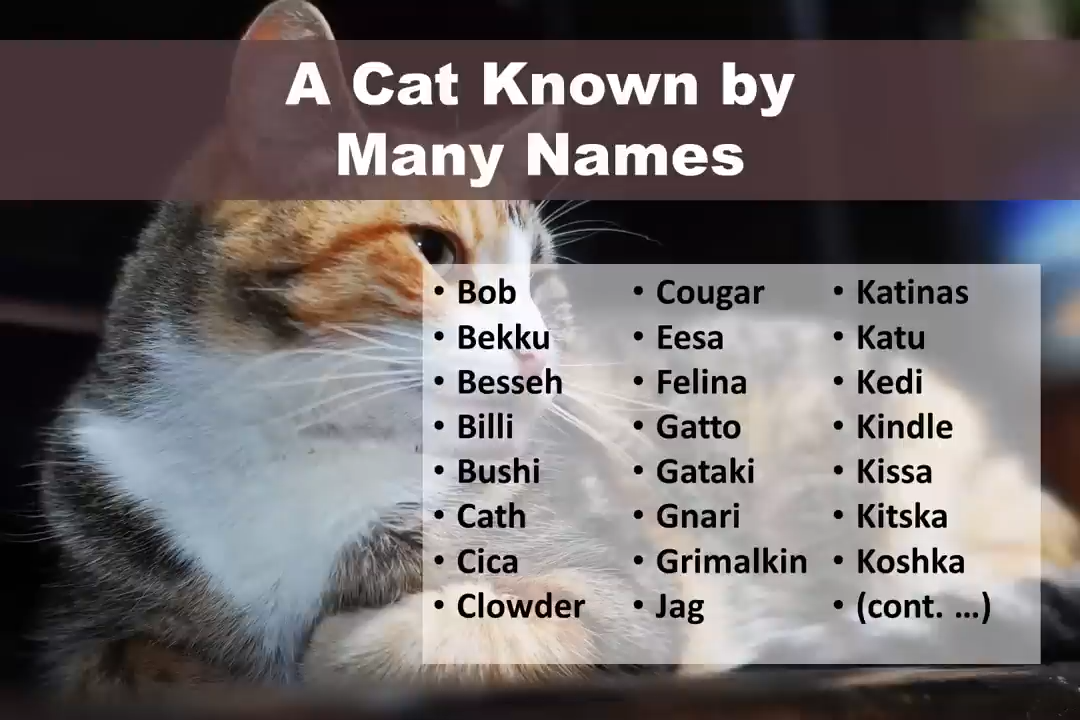 A Cat Known by
Many Names
• Bob
• Bekku
• Besseh
• Billi
• Bushi
• Cath
• Cica
• Clowder
• Cougar
• Eesa
• Felina
• Gatto
• Gataki
• Gnari
• Grimalkin
• Jag
• Katinas
• Katu
• Kedi
• Kindle
• Kissa
• Kitska
• Koshka
• (cont. …)